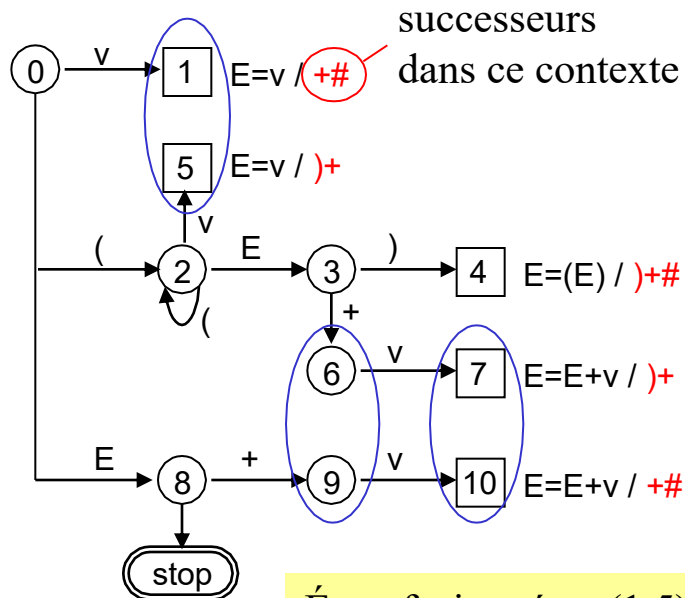 successeurs
dans ce contexte
0 v 1 E=v / +#
5 E=v / )+
v
( 2 E 3 ) 4 E=(E) / )+#
(
+
6 v 7 E=E+v / )+
E 8 + 9 v 10 E=E+v / +#
stop